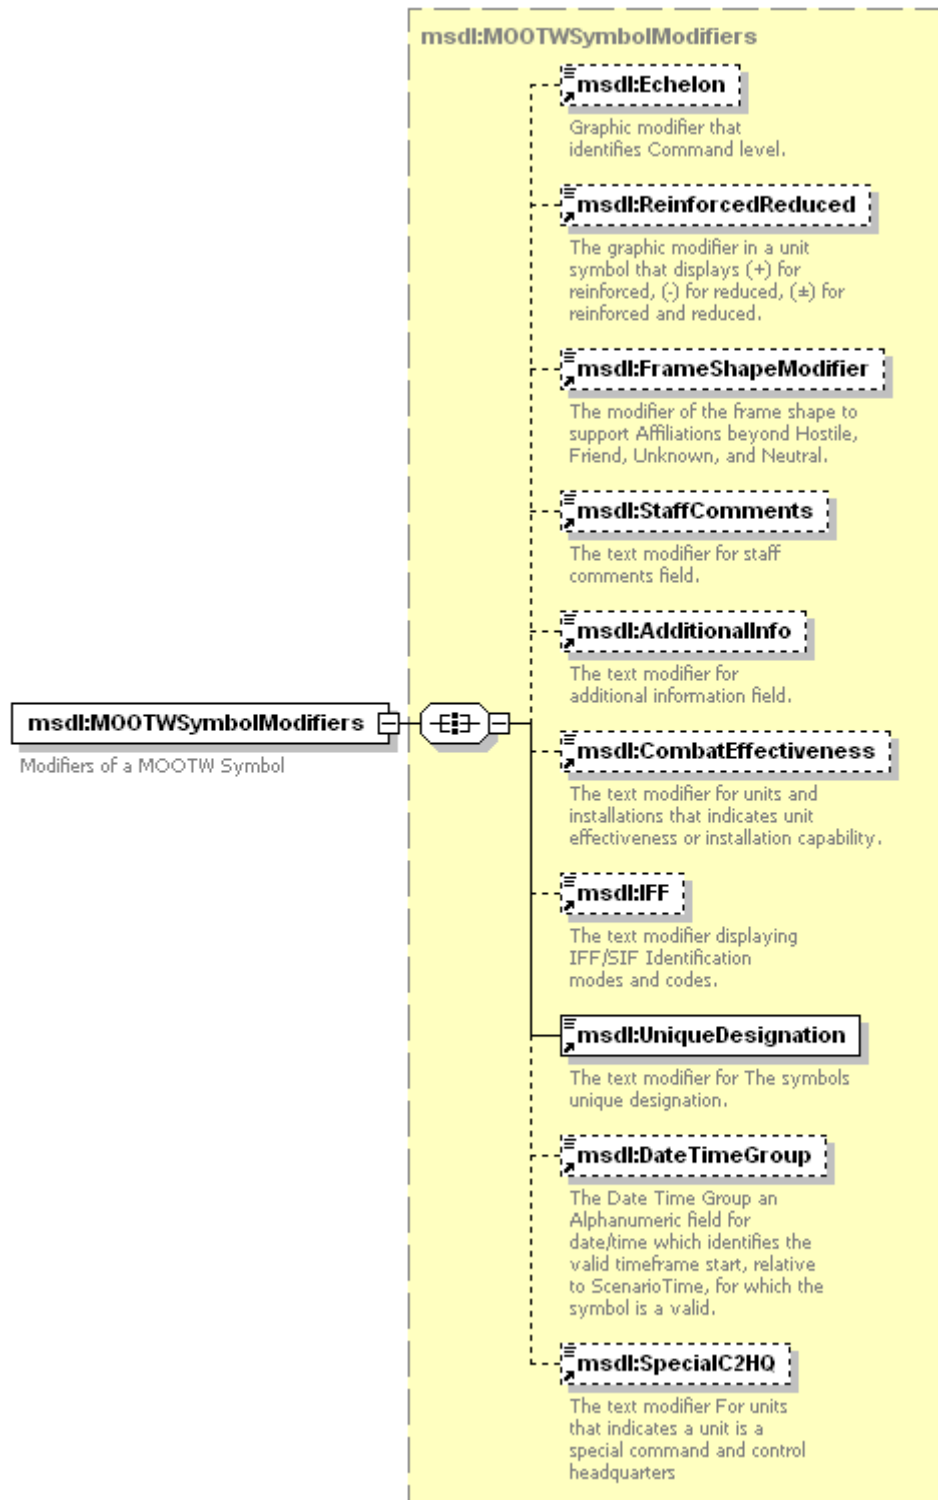 msdl:MOOTWSymbolModifiers
msdl:Echelon
Graphic modifier that
identifies Command level.
msdl:ReinforcedReduced
The graphic modifier in a unit
symbol that displays (+) for
reinforced, (-) for reduced, (±) for
reinforced and reduced.
msdl:FrameShapeModifier
The modifier of the frame shape to
support Affiliations beyond Hostile,
Friend, Unknown, and Neutral.
msdl:StaffComments
The text modifier for staff
comments field.
msdl:AdditionalInfo
The text modifier for
additional information field.
msdl:MOOTWSymbolModifiers
Modifiers of a MOOTW Symbol
msdl:CombatEffectiveness
The text modifier for units and
installations that indicates unit
effectiveness or installation capability.
msdl:IFF
The text modifier displaying
IFF/SIF Identification
modes and codes.
msdl:UniqueDesignation
The text modifier for The symbols
unique designation.
msdl:DateTimeGroup
The Date Time Group an
Alphanumeric field for
date/time which identifies the
valid timeframe start, relative
to ScenarioTime, for which the
symbol is a valid.
msdl:SpecialC2HQ
The text modifier For units
that indicates a unit is a
special command and control
headquarters